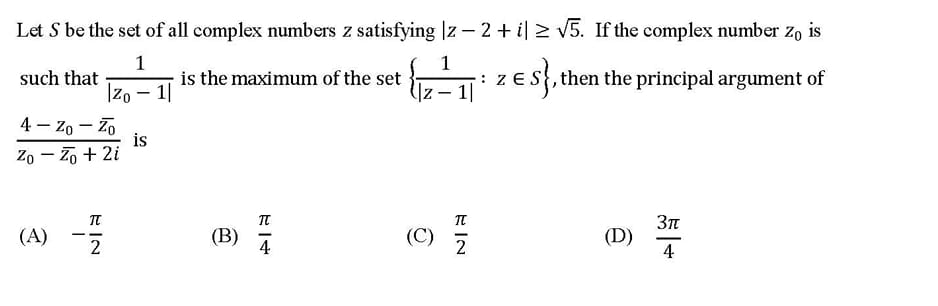 Let S be the set of all complex numbers z satisfying |z − 2 + i| ≥ √5. If the complex number z₀ is
such that 1/|z₀ − 1| is the maximum of the set {1/|z − 1| : z ∈ S}, then the principal argument of
(4 − z₀ − z̅₀)/(z₀ − z̅₀ + 2i) is
(A) −π/2 (B) π/4 (C) π/2 (D) 3π/4